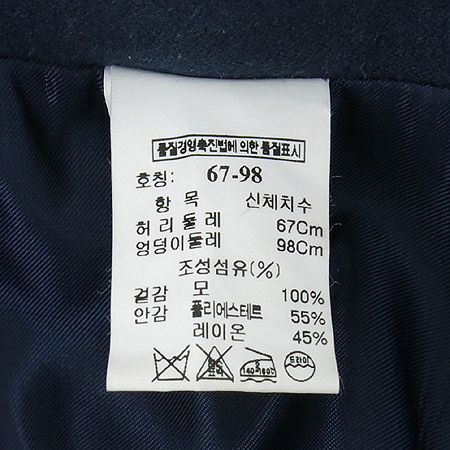 품질경영촉진법에 의한 품질표시
호칭: 67-98
항 목 신체치수
허리둘레 67Cm
엉덩이둘레 98Cm
조성섬유(%)
겉감 모 100%
안감 폴리에스테르 55%
레이온 45%
드라이